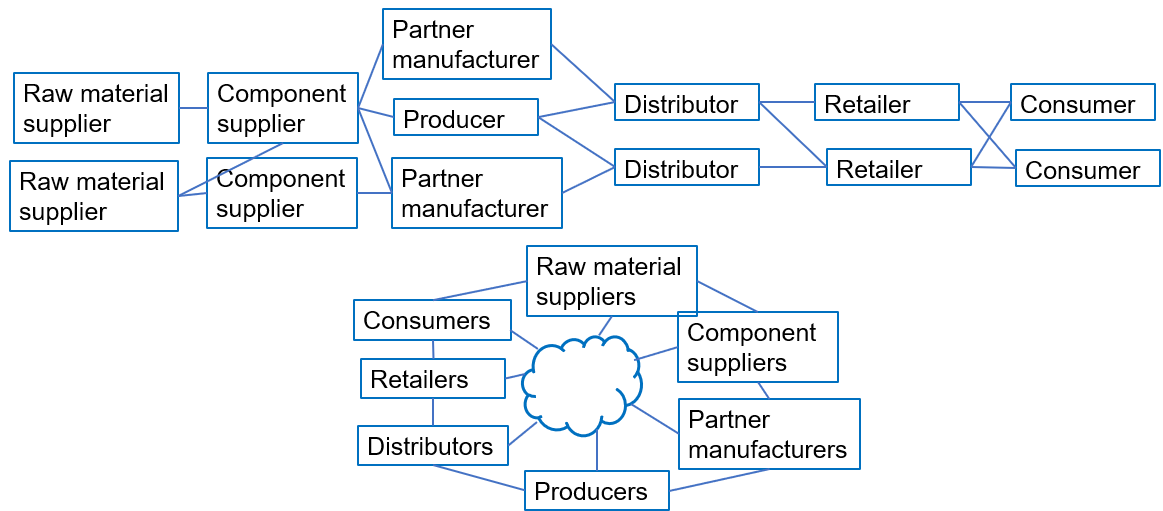 Partner
manufacturer
Raw material
supplier
Component
supplier
Producer
Distributor
Retailer
Consumer
Raw material
supplier
Component
supplier
Partner
manufacturer
Distributor
Retailer
Consumer
Raw material
suppliers
Consumers
Component
suppliers
Retailers
Partner
manufacturers
Distributors
Producers